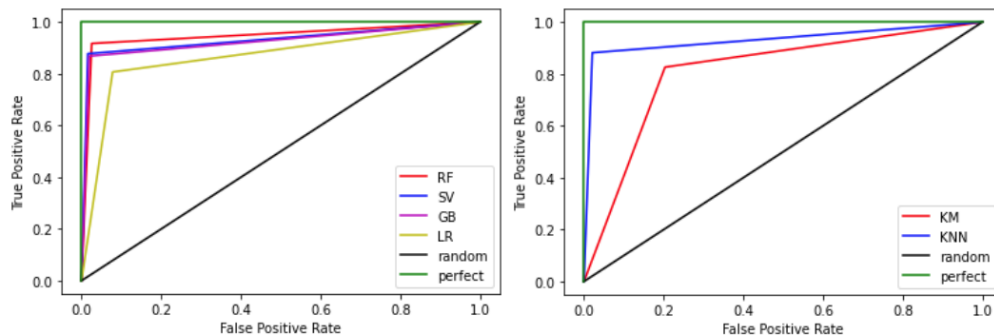 1.0
0.8
0.6
0.4
0.2
0.0
True Positive Rate
RF
SV
GB
LR
random
perfect
0.0 0.2 0.4 0.6 0.8 1.0
False Positive Rate
1.0
0.8
0.6
0.4
0.2
0.0
True Positive Rate
KM
KNN
random
perfect
0.0 0.2 0.4 0.6 0.8 1.0
False Positive Rate